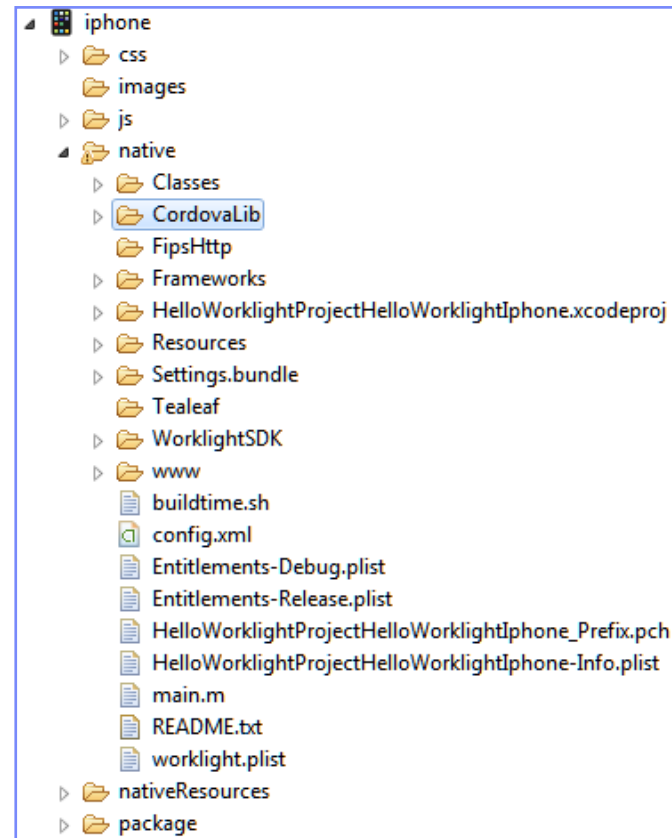 iphone
css
images
js
native
Classes
CordovaLib
FipsHttp
Frameworks
HelloWorklightProjectHelloWorklightIphone.xcodeproj
Resources
Settings.bundle
Tealeaf
WorklightSDK
www
buildtime.sh
config.xml
Entitlements-Debug.plist
Entitlements-Release.plist
HelloWorklightProjectHelloWorklightIphone_Prefix.pch
HelloWorklightProjectHelloWorklightIphone-Info.plist
main.m
README.txt
worklight.plist
nativeResources
package